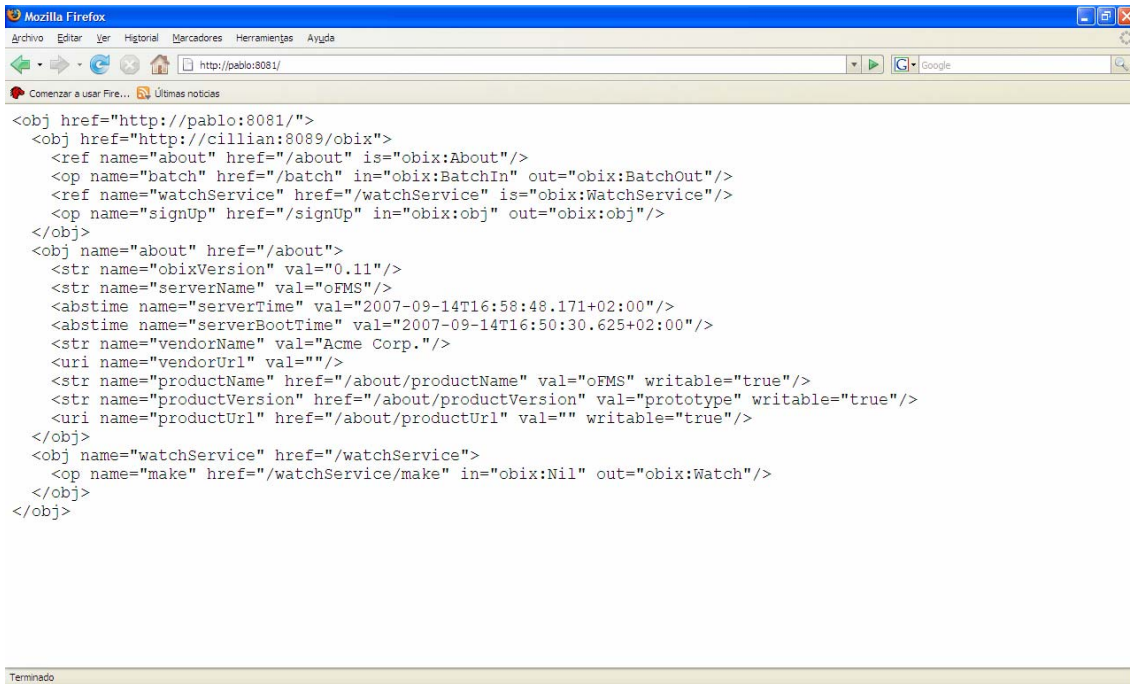 Mozilla Firefox
Archivo Editar Ver Historial Marcadores Herramientas Ayuda
http://pablo:8081/
G Google
Comenzar a usar Fire... Últimas noticias
<obj href="http://pablo:8081/">
  <obj href="http://cillian:8089/obix">
    <ref name="about" href="/about" is="obix:About"/>
    <op name="batch" href="/batch" in="obix:BatchIn" out="obix:BatchOut"/>
    <ref name="watchService" href="/watchService" is="obix:WatchService"/>
    <op name="signUp" href="/signUp" in="obix:obj" out="obix:obj"/>
  </obj>
  <obj name="about" href="/about">
    <str name="obixVersion" val="0.11"/>
    <str name="serverName" val="oFMS"/>
    <abstime name="serverTime" val="2007-09-14T16:58:48.171+02:00"/>
    <abstime name="serverBootTime" val="2007-09-14T16:50:30.625+02:00"/>
    <str name="vendorName" val="Acme Corp."/>
    <uri name="vendorUrl" val=""/>
    <str name="productName" href="/about/productName" val="oFMS" writable="true"/>
    <str name="productVersion" href="/about/productVersion" val="prototype" writable="true"/>
    <uri name="productUrl" href="/about/productUrl" val="" writable="true"/>
  </obj>
  <obj name="watchService" href="/watchService">
    <op name="make" href="/watchService/make" in="obix:Nil" out="obix:Watch"/>
  </obj>
</obj>
Terminado